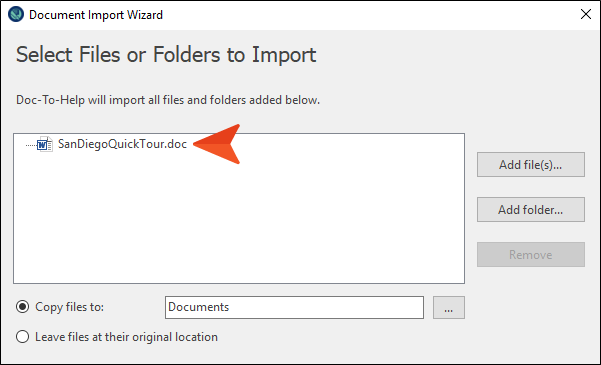 Document Import Wizard
Select Files or Folders to Import
Doc-To-Help will import all files and folders added below.
SanDiegoQuickTour.doc
Add file(s)...
Add folder...
Remove
Copy files to:
Documents
...
Leave files at their original location